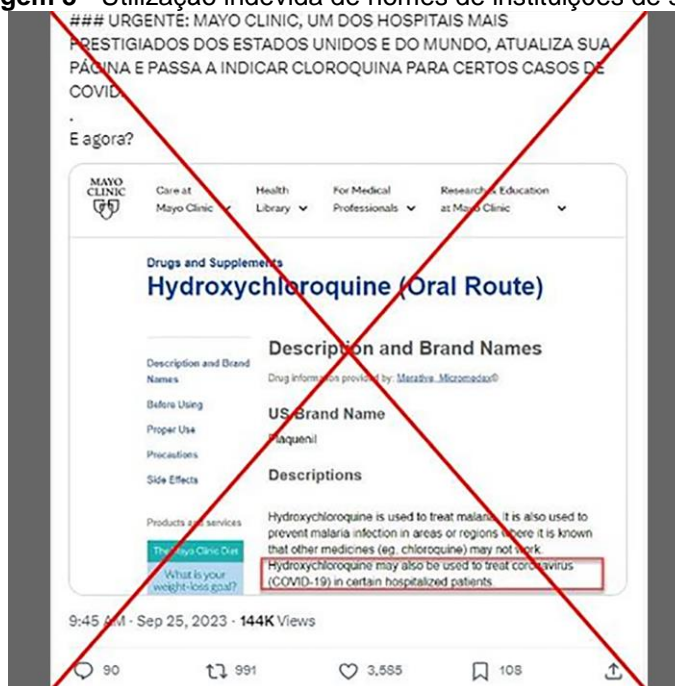 gem 3 - Utilização indevida de nomes de instituições de s
### URGENTE: MAYO CLINIC, UM DOS HOSPITAIS MAIS
PRESTIGIADOS DOS ESTADOS UNIDOS E DO MUNDO, ATUALIZA SUA
PÁGINA E PASSA A INDICAR CLOROQUINA PARA CERTOS CASOS DE
COVID.
.
E agora?
MAYO
CLINIC
Care at
Mayo Clinic
Health
Library
For Medical
Professionals
Research & Education
at Mayo Clinic
Drugs and Supplements
Hydroxychloroquine (Oral Route)
Description and Brand
Names
Before Using
Proper Use
Precautions
Side Effects
Products and services
The Mayo Clinic Diet
What is your
weight-loss goal?
Description and Brand Names
Drug information provided by: Merative, Micromedex®
US Brand Name
Plaquenil
Descriptions
Hydroxychloroquine is used to treat malaria. It is also used to
prevent malaria infection in areas or regions where it is known
that other medicines (eg, chloroquine) may not work.
Hydroxychloroquine may also be used to treat coronavirus
(COVID-19) in certain hospitalized patients
9:45 AM · Sep 25, 2023 · 144K Views
90
991
3,585
108